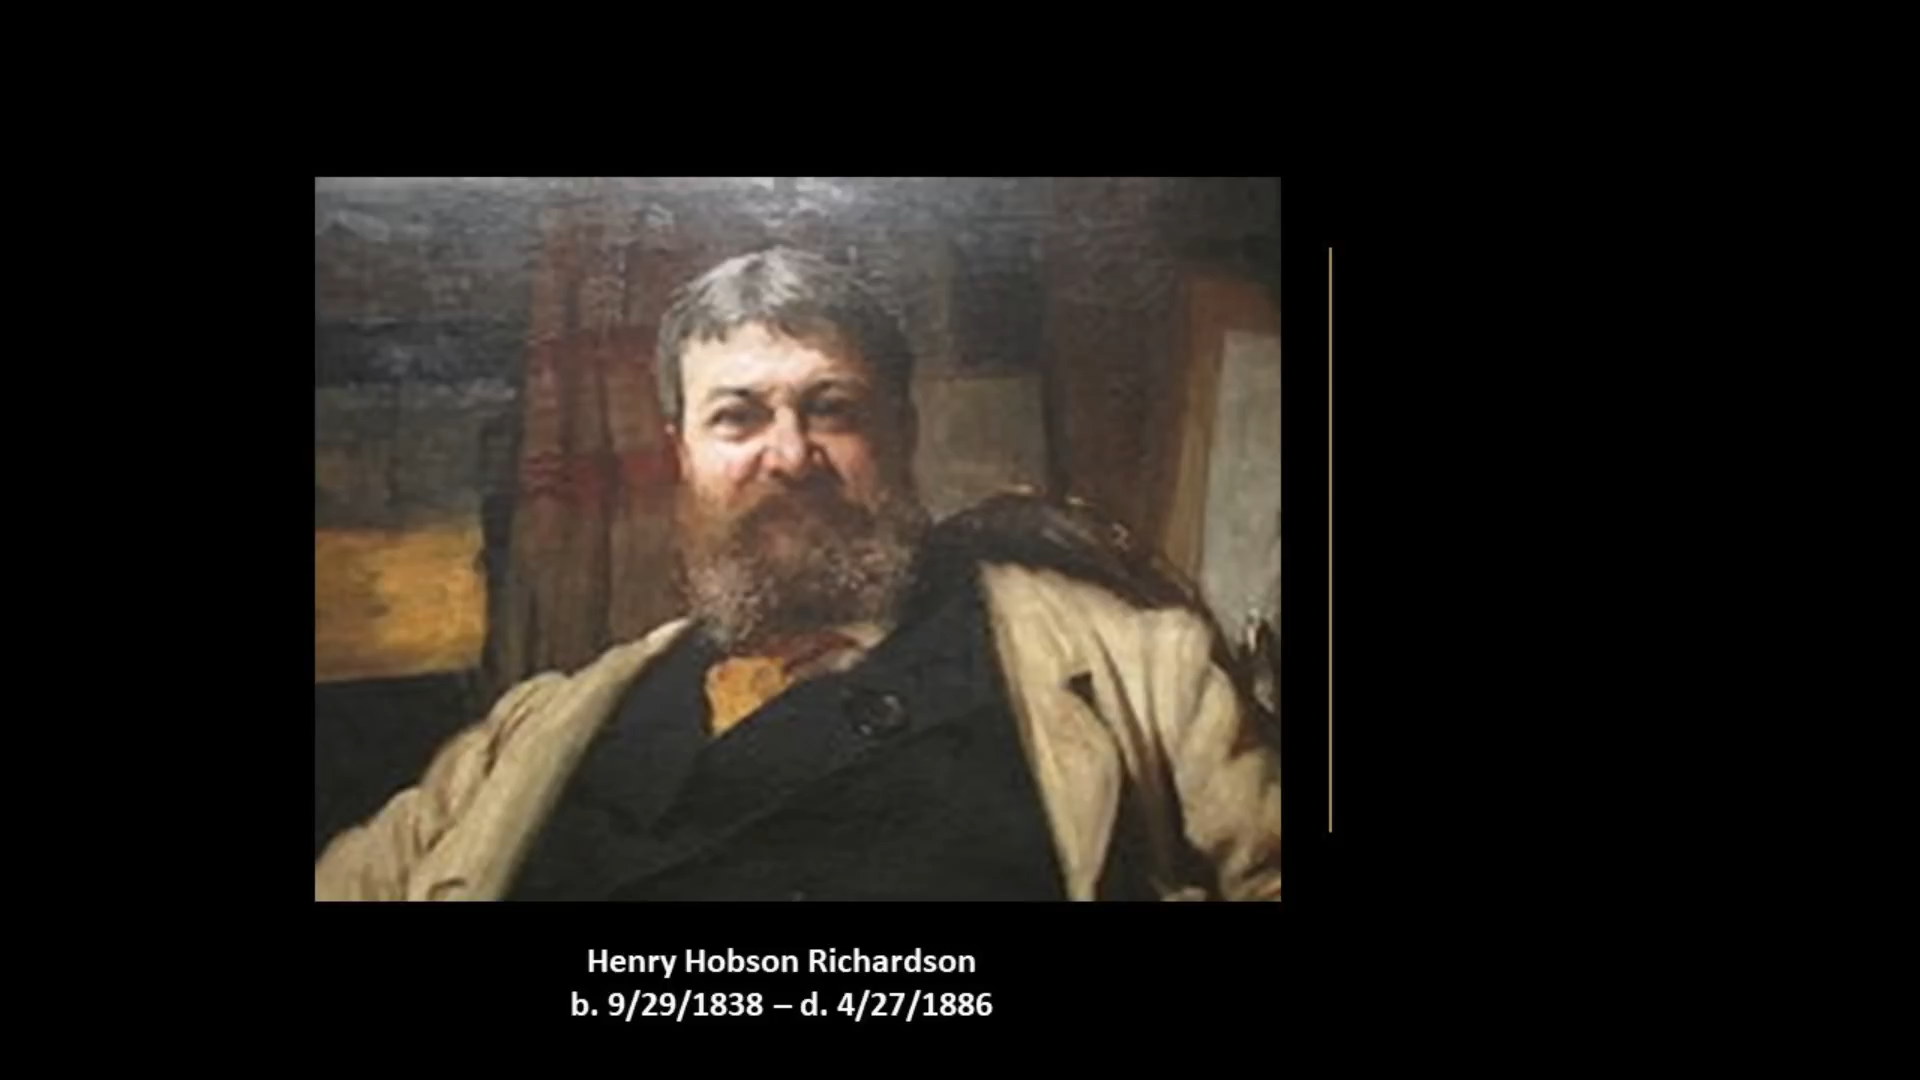 Henry Hobson Richardson
b. 9/29/1838 – d. 4/27/1886